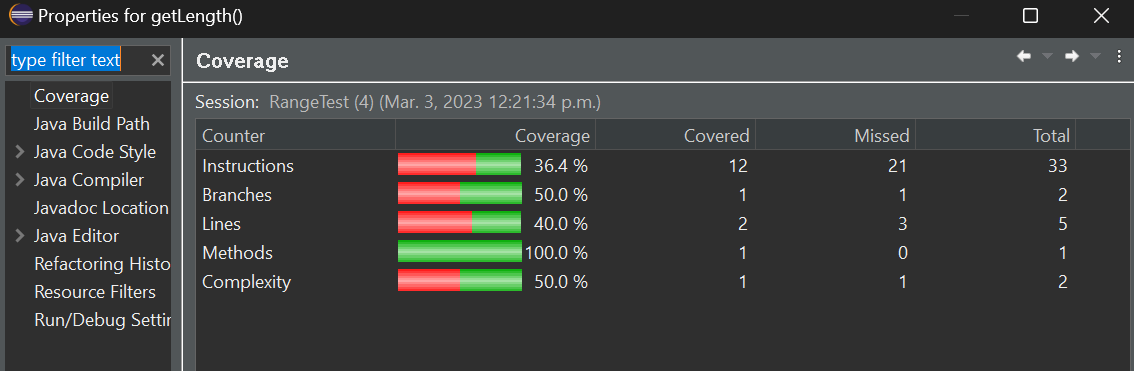 Properties for getLength()
type filter text
Coverage
Java Build Path
Java Code Style
Java Compiler
Javadoc Location
Java Editor
Refactoring Histo
Resource Filters
Run/Debug Settin
Coverage
Session: RangeTest (4) (Mar. 3, 2023 12:21:34 p.m.)
Counter Coverage Covered Missed Total
Instructions 36.4 % 12 21 33
Branches 50.0 % 1 1 2
Lines 40.0 % 2 3 5
Methods 100.0 % 1 0 1
Complexity 50.0 % 1 1 2